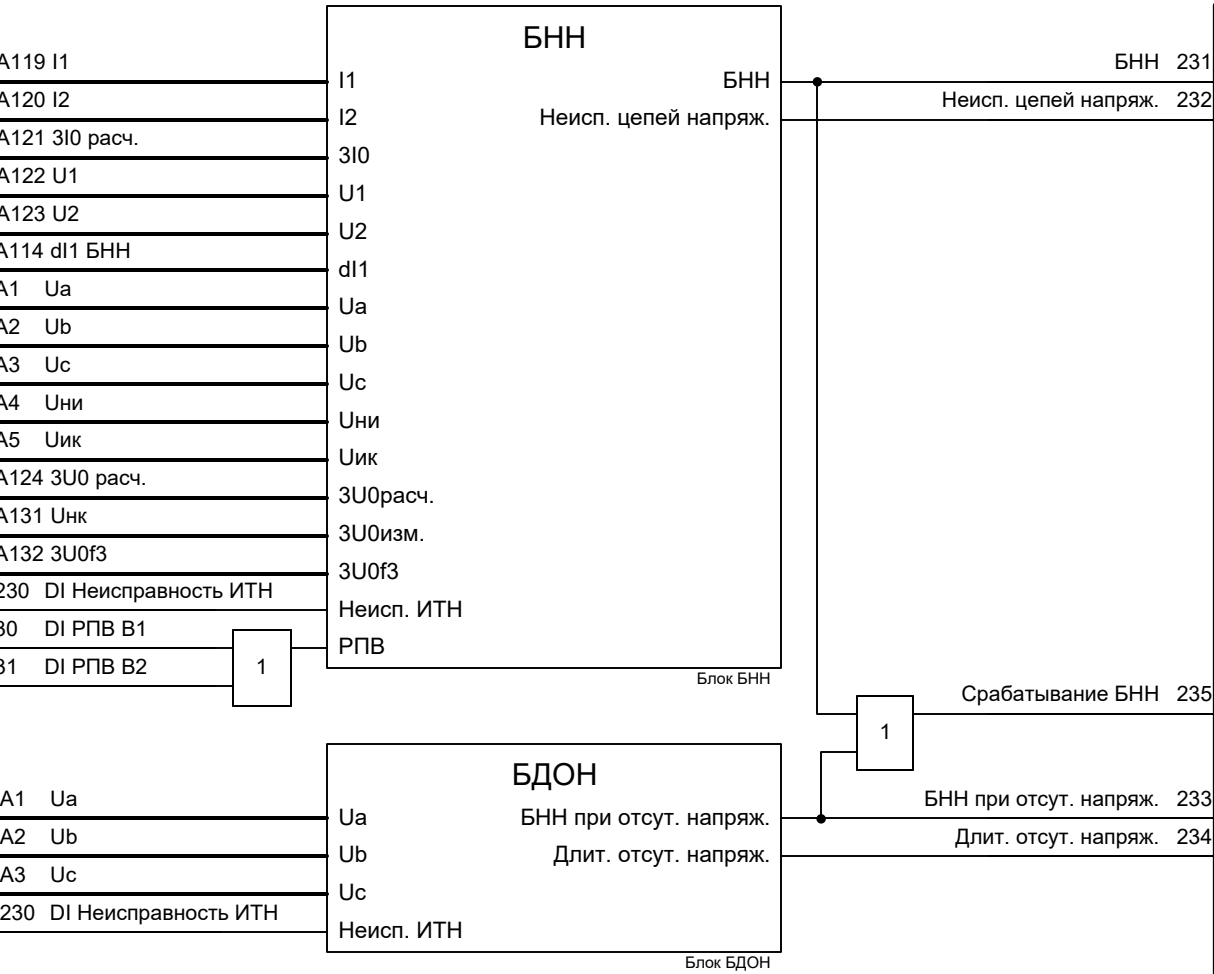 БНН
A119 I1
A120 I2
A121 3I0 расч.
A122 U1
A123 U2
A114 dI1 БНН
A1 Ua
A2 Ub
A3 Uc
A4 Uни
A5 Uик
A124 3U0 расч.
A131 Uнк
A132 3U0f3
230 DI Неисправность ИТН
30 DI РПВ В1
31 DI РПВ В2
1
I1
I2
3I0
U1
U2
dI1
Ua
Ub
Uc
Uни
Uик
3U0расч.
3U0изм.
3U0f3
Неисп. ИТН
РПВ
БНН
Неисп. цепей напряж.
Блок БНН
БНН 231
Неисп. цепей напряж. 232
Срабатывание БНН 235
1
БДОН
A1 Ua
A2 Ub
A3 Uc
230 DI Неисправность ИТН
Ua
Ub
Uc
Неисп. ИТН
БНН при отсут. напряж.
Длит. отсут. напряж.
Блок БДОН
БНН при отсут. напряж. 233
Длит. отсут. напряж. 234